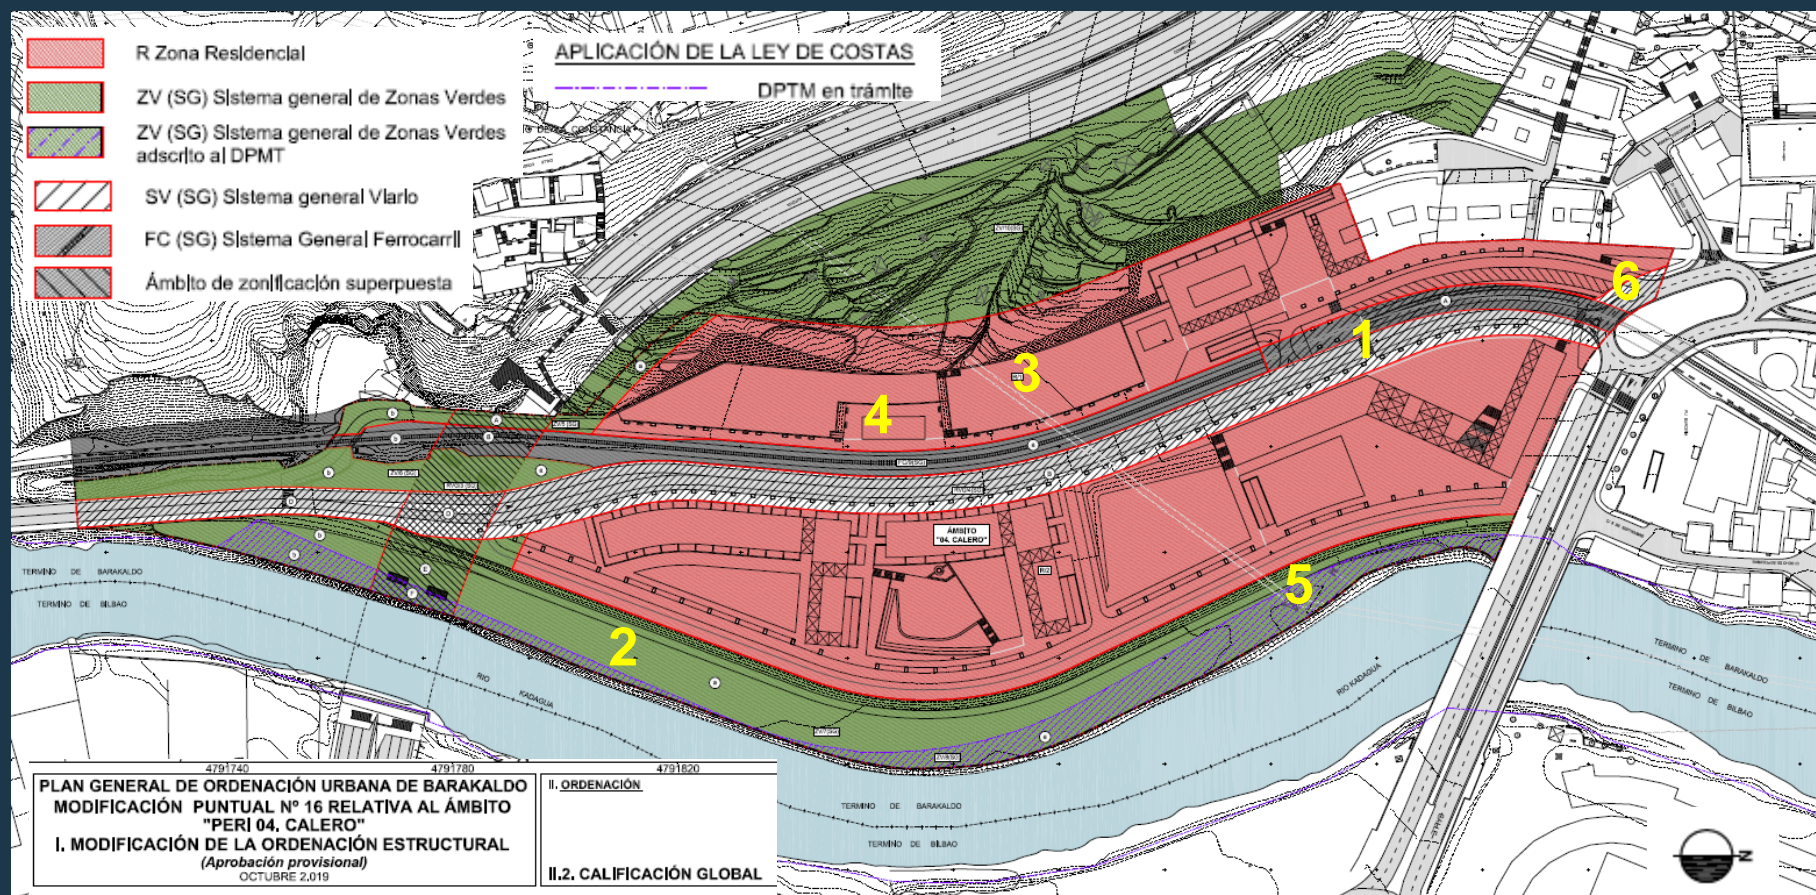 R Zona Residencial
ZV (SG) Sistema general de Zonas Verdes
ZV (SG) Sistema general de Zonas Verdes
adscrito al DPMT
SV (SG) Sistema general Viario
FC (SG) Sistema General Ferrocarril
Ámbito de zonificación superpuesta
APLICACIÓN DE LA LEY DE COSTAS
DPTM en trámite
6
1
3
4
5
2
ÁMBITO
"04. CALERO"
R/2
TERMINO DE BARAKALDO
TERMINO DE BILBAO
RIO KADAGUA
TERMINO DE BARAKALDO
TERMINO DE BILBAO
RIO KADAGUA
TERMINO DE BARAKALDO
TERMINO DE BILBAO
4791740
4791780
4791820
PLAN GENERAL DE ORDENACIÓN URBANA DE BARAKALDO
MODIFICACIÓN PUNTUAL Nº 16 RELATIVA AL ÁMBITO
"PERI 04. CALERO"
I. MODIFICACIÓN DE LA ORDENACIÓN ESTRUCTURAL
(Aprobación provisional)
OCTUBRE 2,019
II. ORDENACIÓN
II.2. CALIFICACIÓN GLOBAL
N